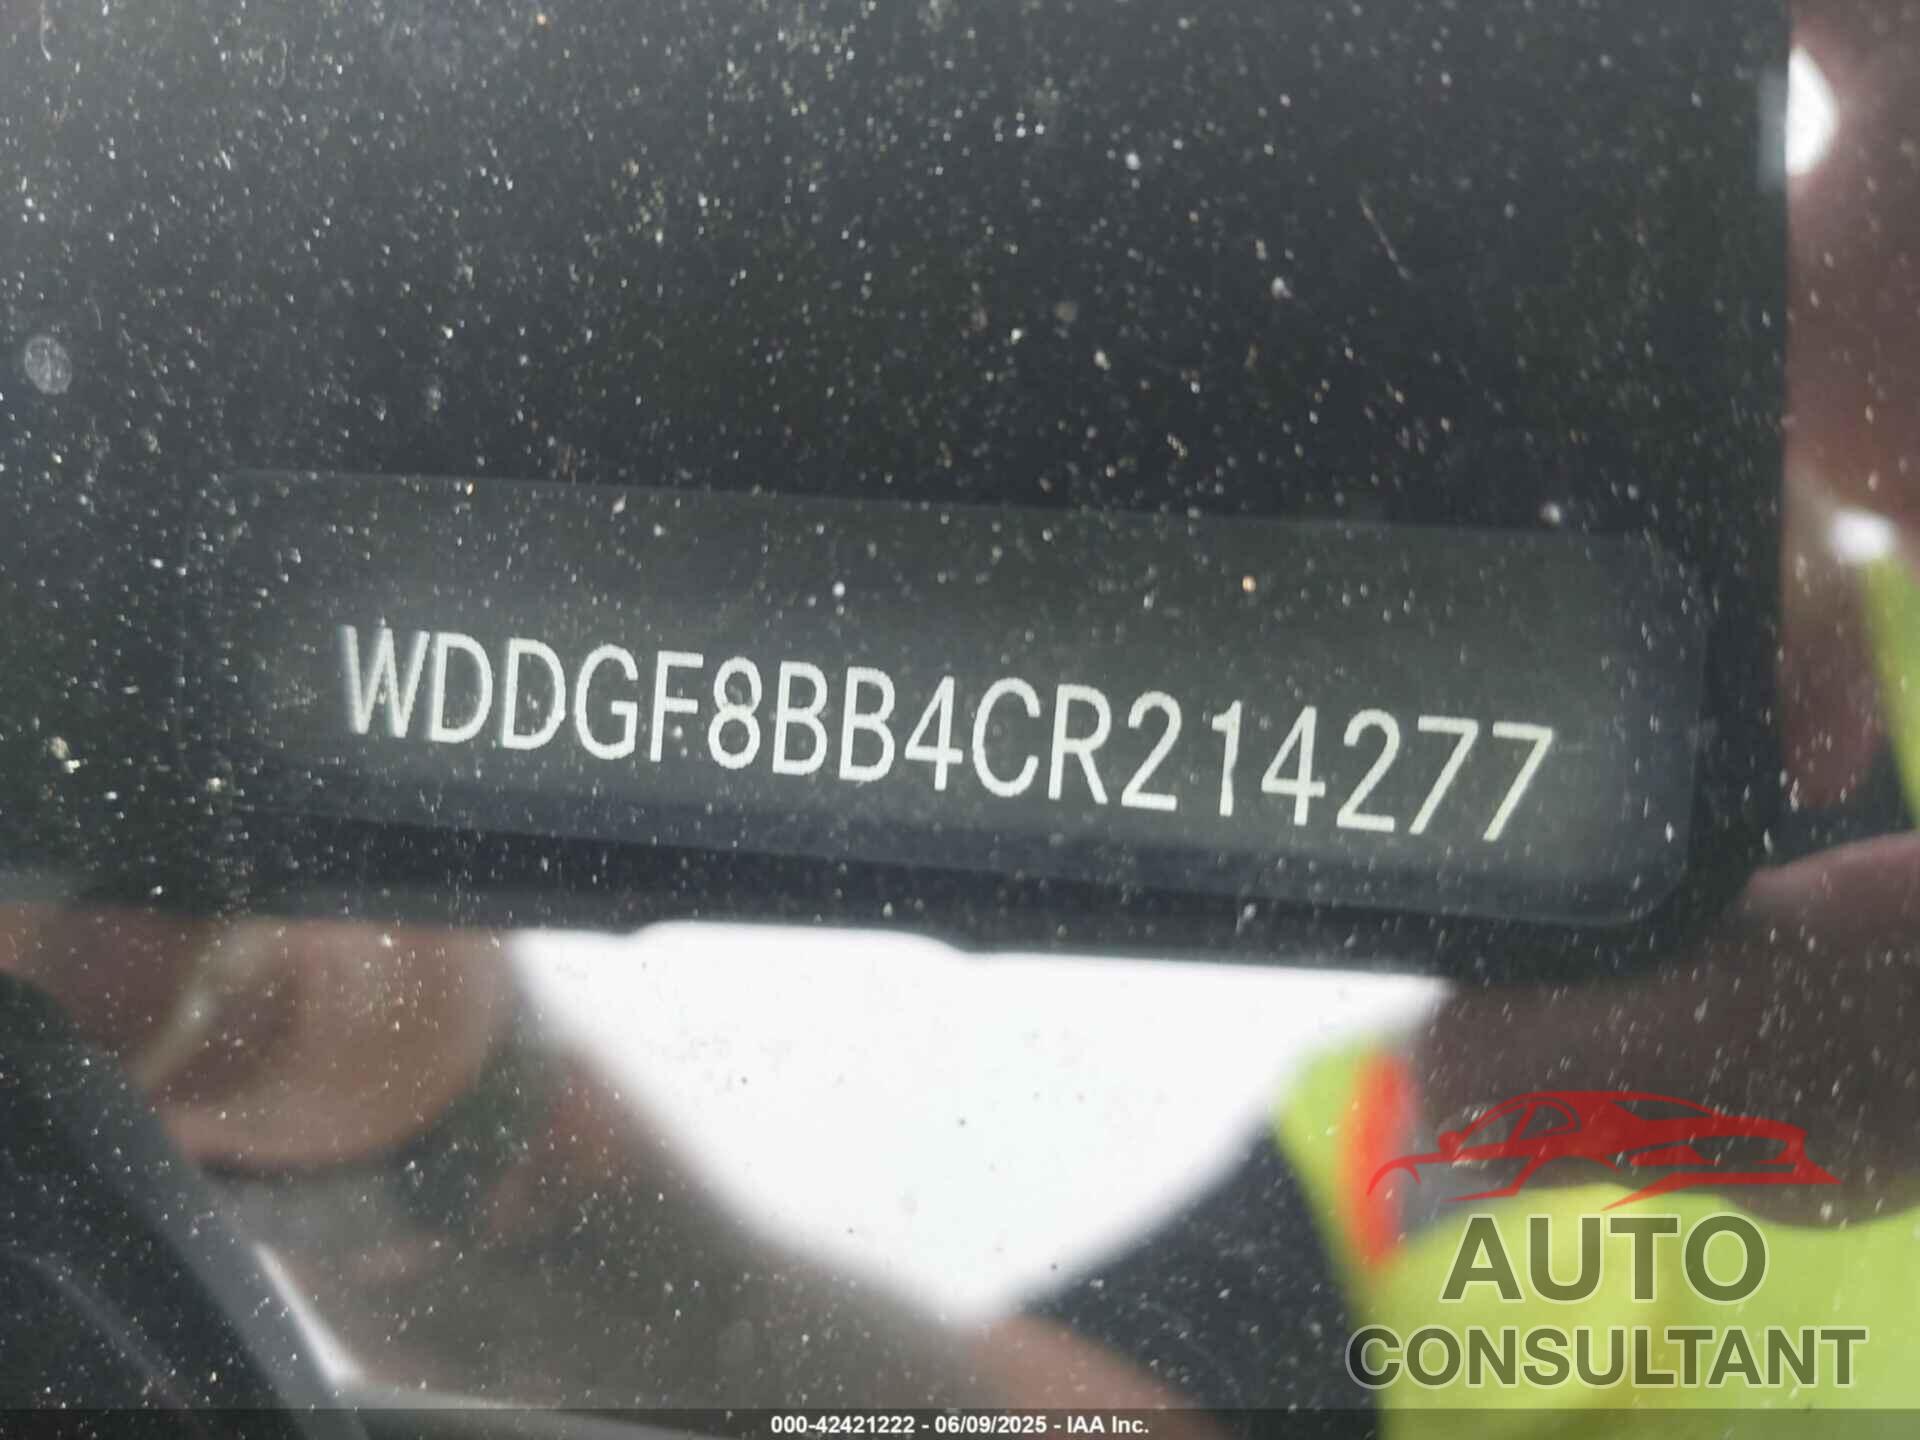 WDDGF8BB4CR214277
AUTO
CONSULTANT
000-42421222 - 06/09/2025 - IAA Inc.